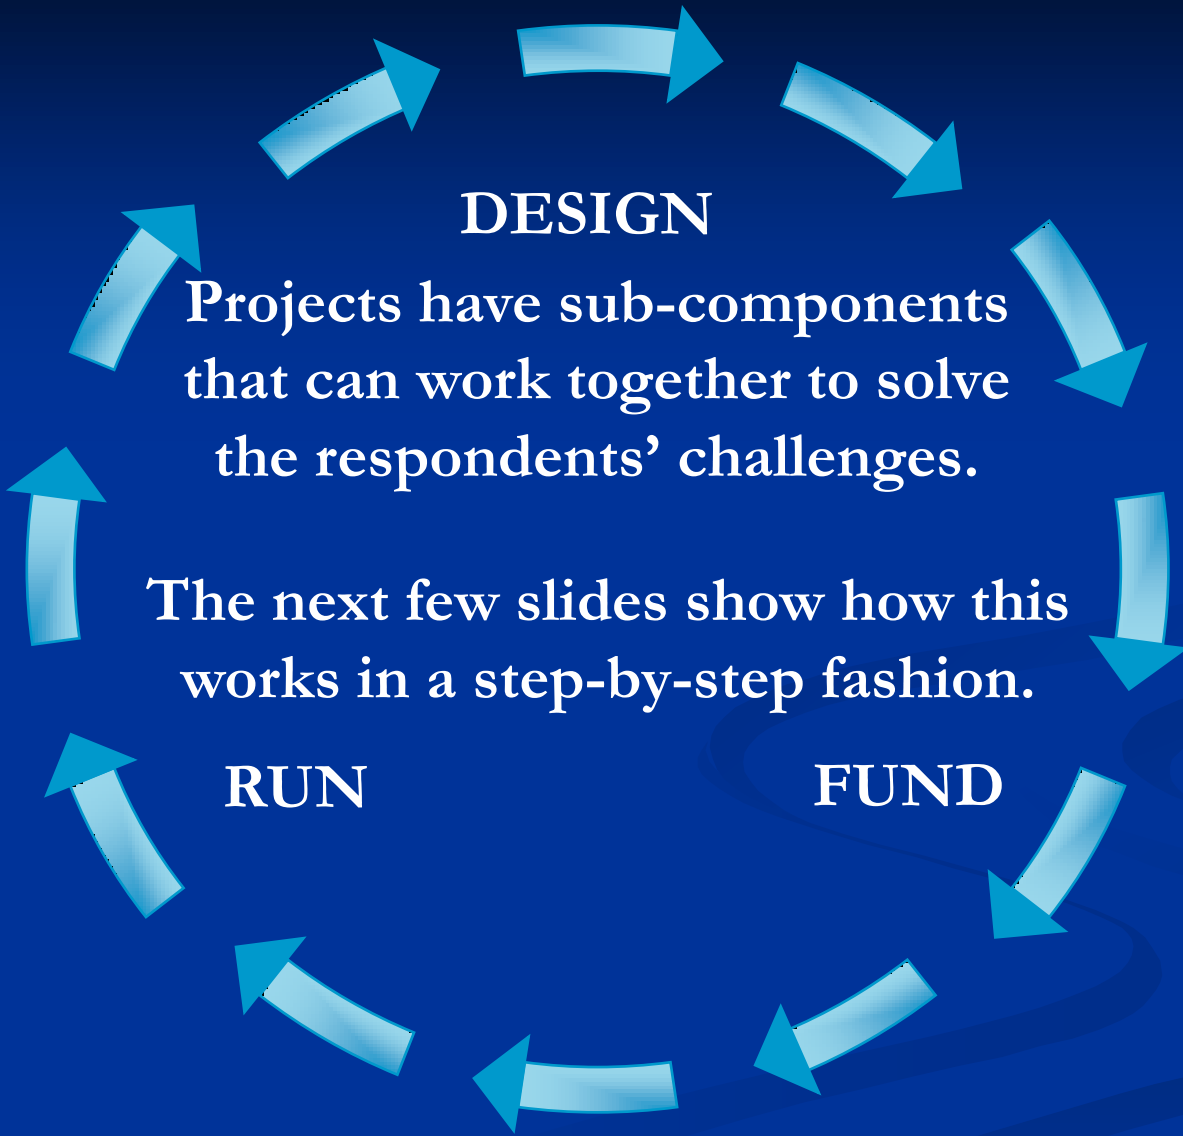 DESIGN
Projects have sub-components
that can work together to solve
the respondents’ challenges.
The next few slides show how this
works in a step-by-step fashion.
RUN
FUND